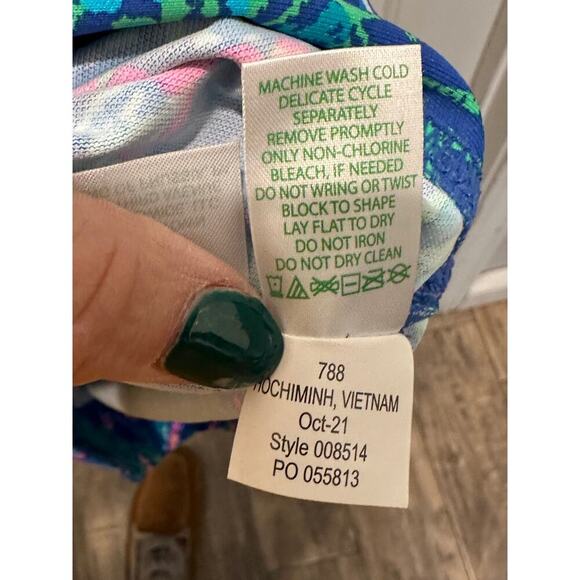 MACHINE WASH COLD
DELICATE CYCLE
SEPARATELY
REMOVE PROMPTLY
ONLY NON-CHLORINE
BLEACH, IF NEEDED
DO NOT WRING OR TWIST
BLOCK TO SHAPE
LAY FLAT TO DRY
DO NOT IRON
DO NOT DRY CLEAN
788
VIETNAM
Oct-21
Style 008514
PO 055813